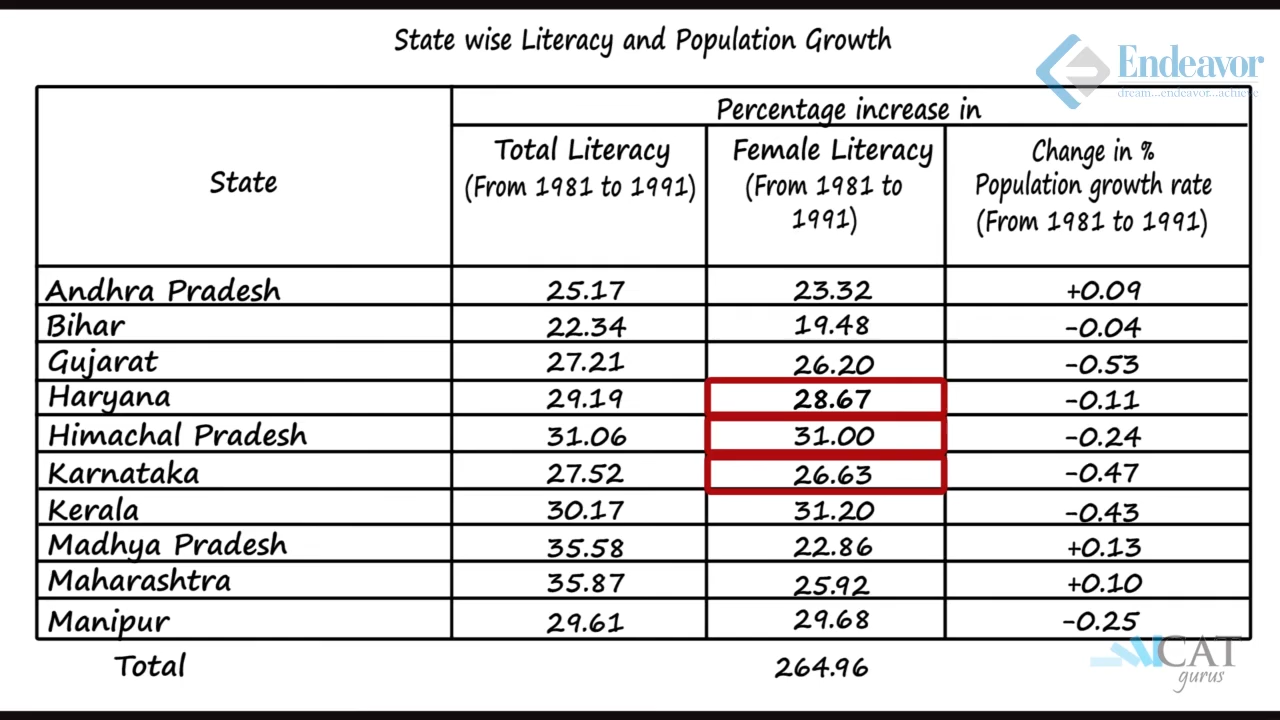 State wise Literacy and Population Growth
Endeavor
dream...endeavor...achieve
Percentage increase in
State
Total Literacy
(From 1981 to 1991)
Female Literacy
(From 1981 to
1991)
Change in %
Population growth rate
(From 1981 to 1991)
Andhra Pradesh 25.17 23.32 +0.09
Bihar 22.34 19.48 -0.04
Gujarat 27.21 26.20 -0.53
Haryana 29.19 28.67 -0.11
Himachal Pradesh 31.06 31.00 -0.24
Karnataka 27.52 26.63 -0.47
Kerala 30.17 31.20 -0.43
Madhya Pradesh 35.58 22.86 +0.13
Maharashtra 35.87 25.92 +0.10
Manipur 29.61 29.68 -0.25
Total 264.96
CAT
gurus